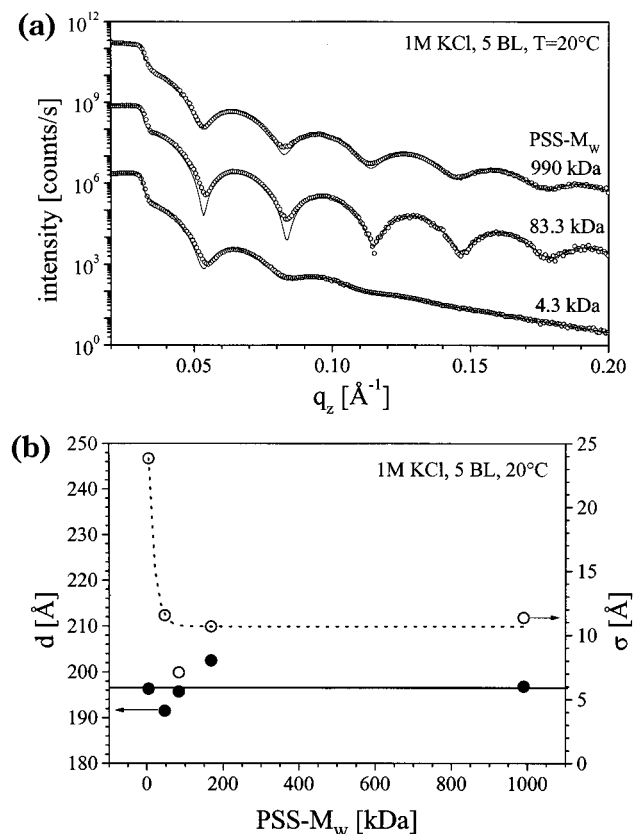 (a)
1M KCl, 5 BL, T=20°C
PSS-M_W
990 kDa
83.3 kDa
4.3 kDa
10^12
10^9
10^6
10^3
10^0
intensity [counts/s]
0.05 0.10 0.15 0.20
q_z [Å^-1]
(b)
1M KCl, 5 BL, 20°C
250
240
230
220
210
200
190
180
d [Å]
25
20
15
10
5
0
σ [Å]
0 200 400 600 800 1000
PSS-M_W [kDa]